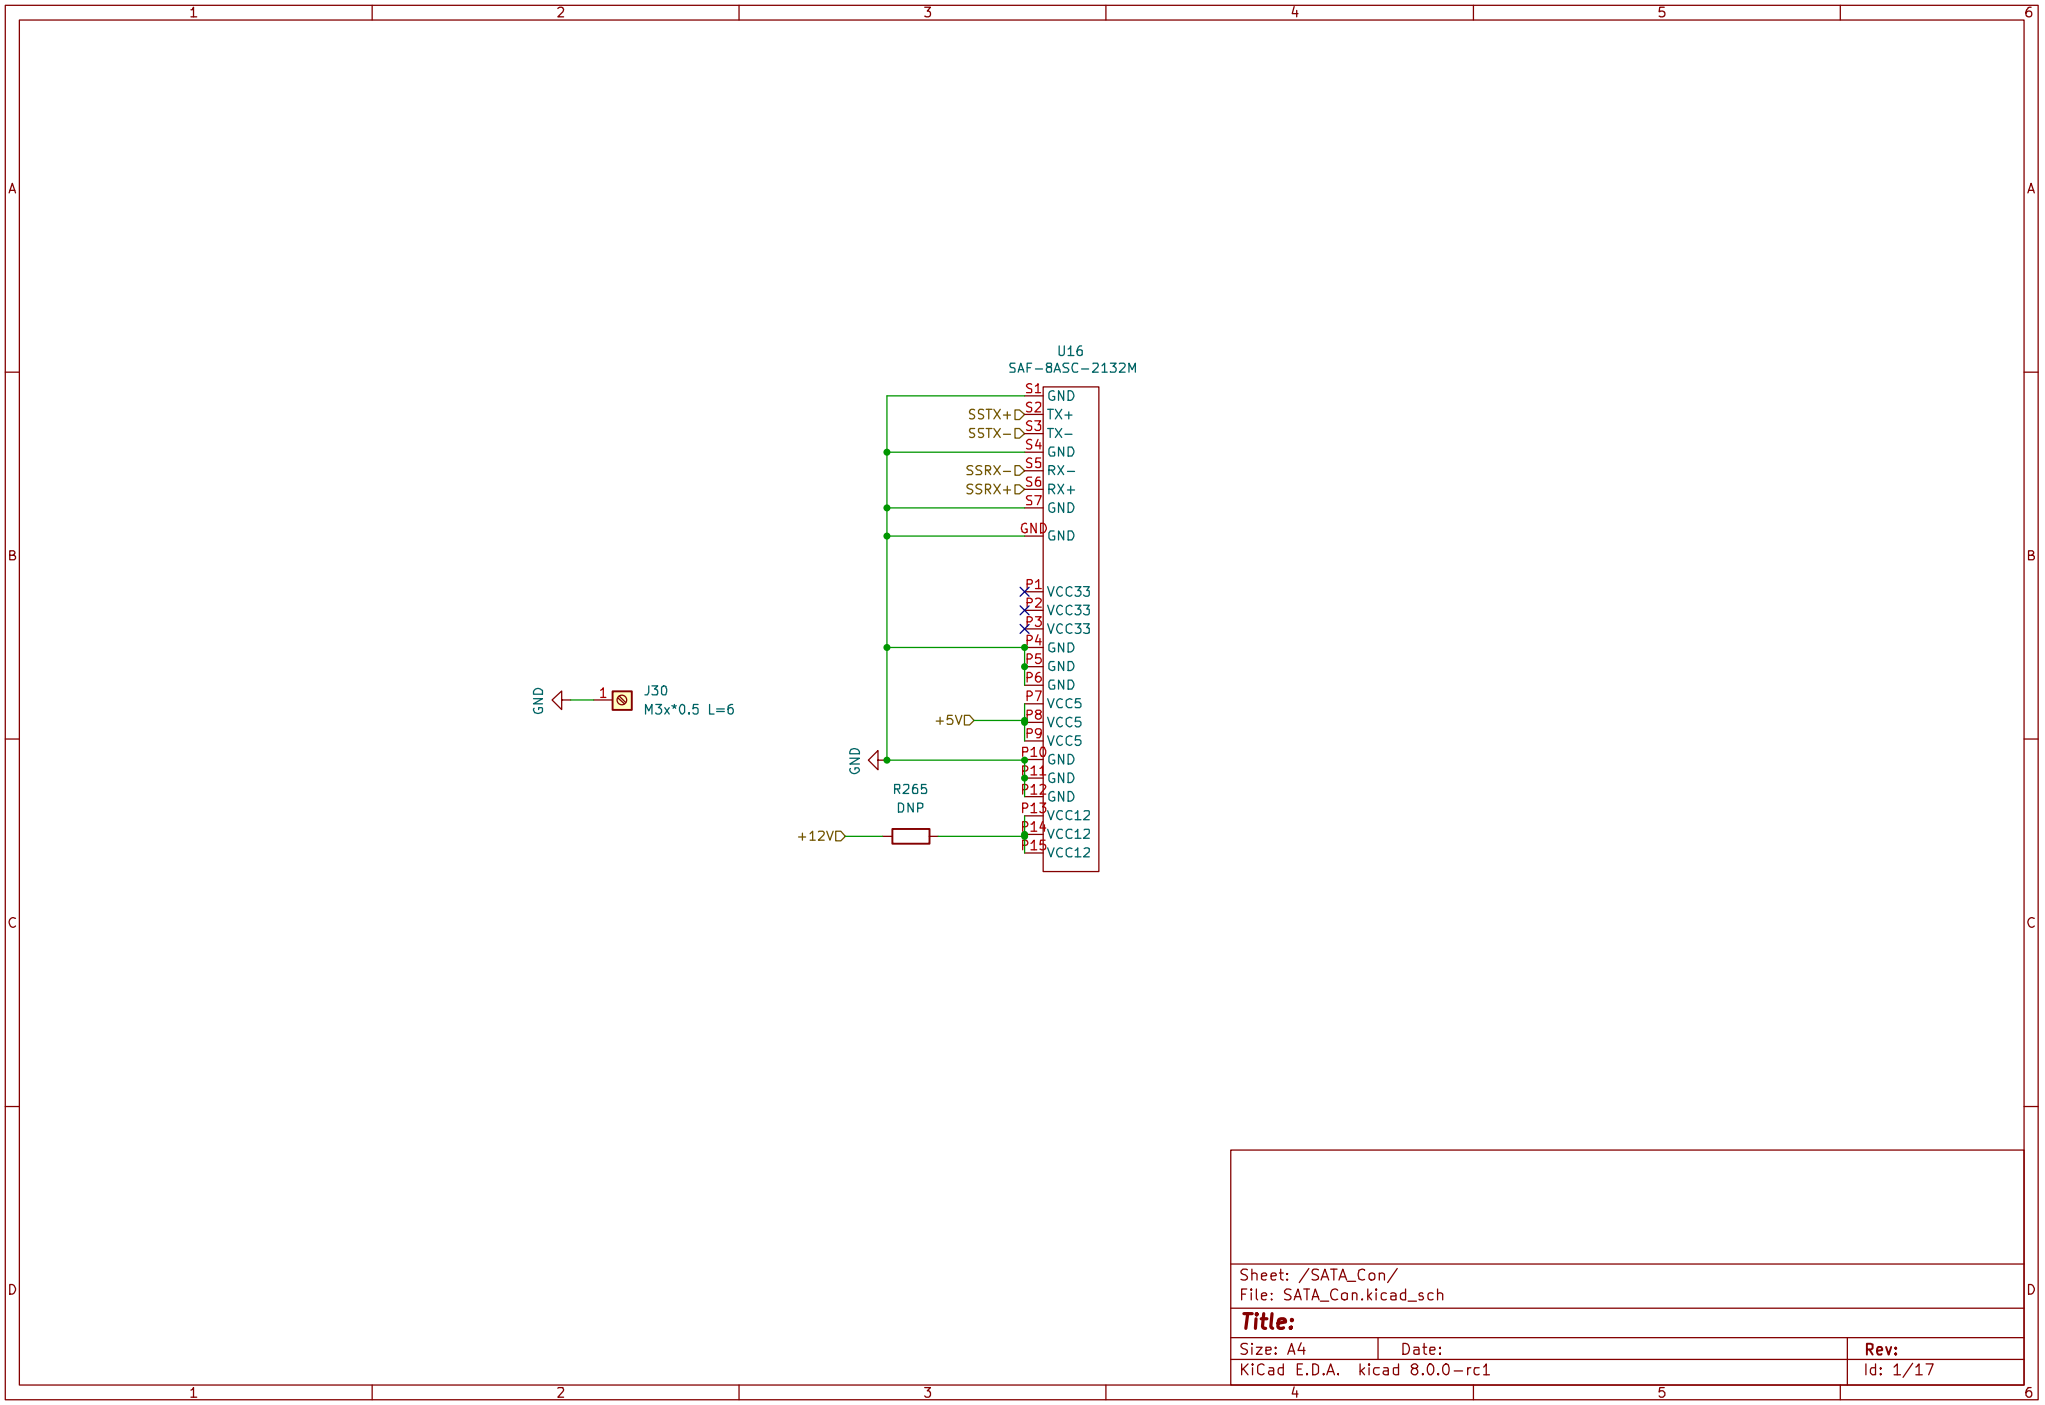 1 2 3 4 5 6
A A
U16
SAF-8ASC-2132M
S1 GND
SSTX+ S2 TX+
SSTX- S3 TX-
S4 GND
SSRX- S5 RX-
SSRX+ S6 RX+
S7 GND
GND GND
B B
P1 VCC33
P2 VCC33
P3 VCC33
P4 GND
P5 GND
P6 GND
GND 1 J30
M3x*0.5 L=6
P7 VCC5
+5V P8 VCC5
P9 VCC5
GND P10 GND
P11 GND
P12 GND
R265
DNP
P13 VCC12
+12V P14 VCC12
P15 VCC12
C C
Sheet: /SATA_Con/
File: SATA_Con.kicad_sch
D D
Title:
Size: A4 Date: Rev:
KiCad E.D.A. kicad 8.0.0-rc1 Id: 1/17
1 2 3 4 5 6